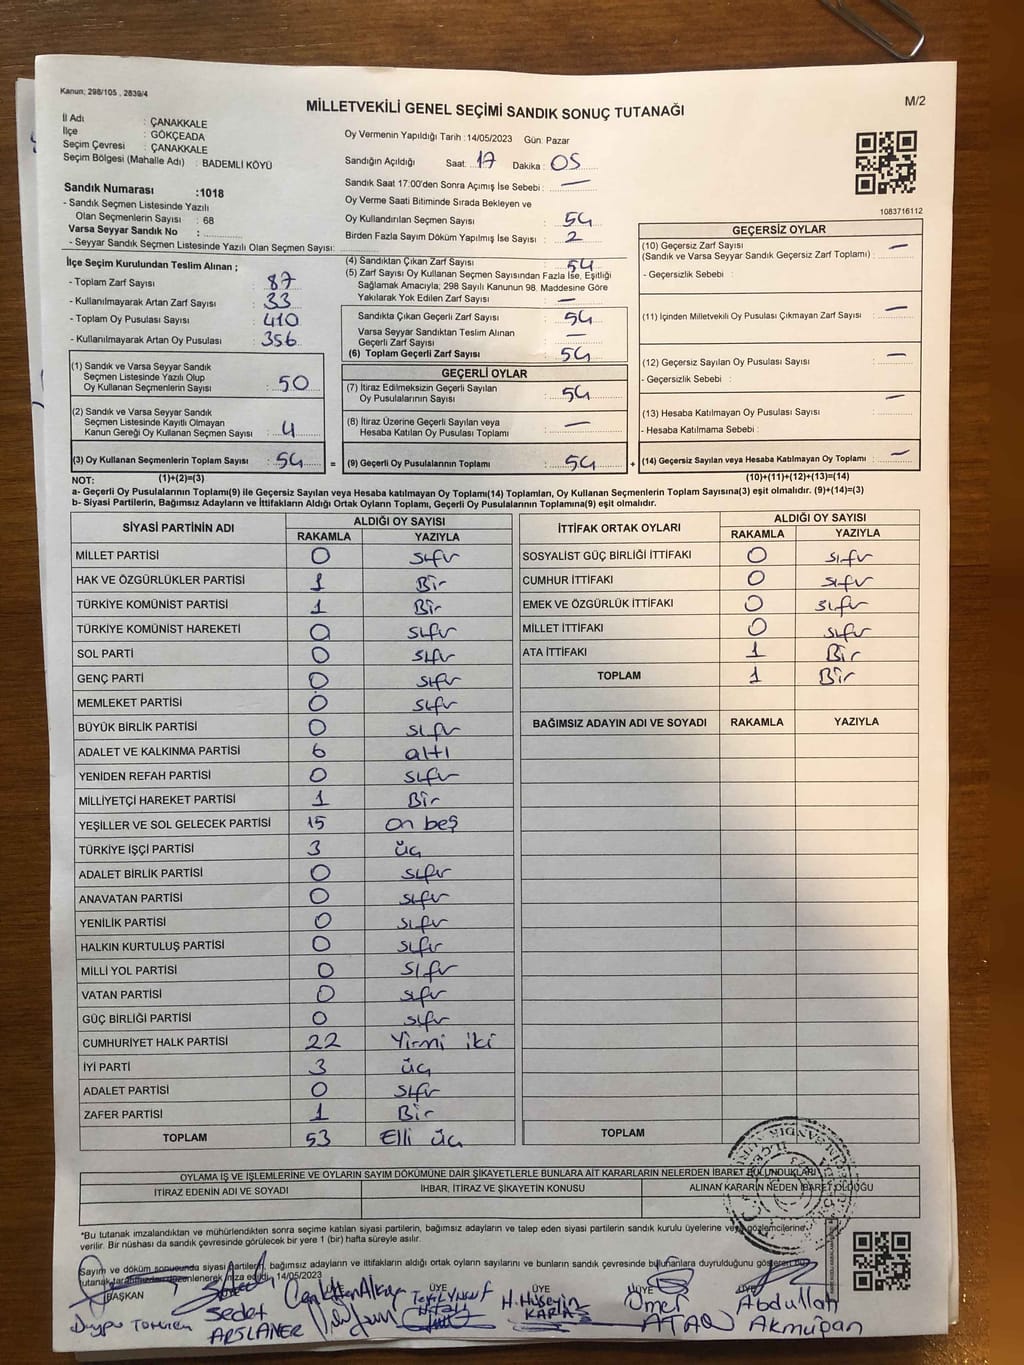 Kanun: 298/105 , 2839/4
M/2
MİLLETVEKİLİ GENEL SEÇİMİ SANDIK SONUÇ TUTANAĞI
İl Adı : ÇANAKKALE
İlçe : GÖKÇEADA
Seçim Çevresi : ÇANAKKALE
Seçim Bölgesi (Mahalle Adı) : BADEMLİ KÖYÜ
Sandık Numarası :1018
- Sandık Seçmen Listesinde Yazılı
Olan Seçmenlerin Sayısı : 68
Varsa Seyyar Sandık No :
- Seyyar Sandık Seçmen Listesinde Yazılı Olan Seçmen Sayısı:
Oy Vermenin Yapıldığı Tarih :14/05/2023 Gün: Pazar
Sandığın Açıldığı Saat: 17 Dakika : 05
Sandık Saat 17:00'den Sonra Açımış İse Sebebi : —
Oy Verme Saati Bitiminde Sırada Bekleyen ve
Oy Kullandırılan Seçmen Sayısı : 54
Birden Fazla Sayım Döküm Yapılmış İse Sayısı : 2
1083716112
İlçe Seçim Kurulundan Teslim Alınan ;
- Toplam Zarf Sayısı : 87
- Kullanılmayarak Artan Zarf Sayısı : 33
- Toplam Oy Pusulası Sayısı : 410
- Kullanılmayarak Artan Oy Pusulası : 356
(4) Sandıktan Çıkan Zarf Sayısı : 54
(5) Zarf Sayısı Oy Kullanan Seçmen Sayısından Fazla İse, Eşitliği
Sağlamak Amacıyla; 298 Sayılı Kanunun 98. Maddesine Göre
Yakılarak Yok Edilen Zarf Sayısı : —
Sandıkta Çıkan Geçerli Zarf Sayısı : 54
Varsa Seyyar Sandıktan Teslim Alınan
Geçerli Zarf Sayısı : —
(6) Toplam Geçerli Zarf Sayısı : 54
GEÇERSİZ OYLAR
(10) Geçersiz Zarf Sayısı
(Sandık ve Varsa Seyyar Sandık Geçersiz Zarf Toplamı) : —
- Geçersizlik Sebebi :
(11) İçinden Milletvekili Oy Pusulası Çıkmayan Zarf Sayısı : —
(12) Geçersiz Sayılan Oy Pusulası Sayısı : —
- Geçersizlik Sebebi :
(13) Hesaba Katılmayan Oy Pusulası Sayısı : —
- Hesaba Katılmama Sebebi :
(14) Geçersiz Sayılan veya Hesaba Katılmayan Oy Toplamı : —
(10)+(11)+(12)+(13)=(14)
(1) Sandık ve Varsa Seyyar Sandık
Seçmen Listesinde Yazılı Olup
Oy Kullanan Seçmenlerin Sayısı : 50
(2) Sandık ve Varsa Seyyar Sandık
Seçmen Listesinde Kayıtlı Olmayan
Kanun Gereği Oy Kullanan Seçmen Sayısı : 4
(3) Oy Kullanan Seçmenlerin Toplam Sayısı : 54 =
GEÇERLİ OYLAR
(7) İtiraz Edilmeksizin Geçerli Sayılan
Oy Pusulalarının Sayısı : 54
(8) İtiraz Üzerine Geçerli Sayılan veya
Hesaba Katılan Oy Pusulası Toplamı : —
(9) Geçerli Oy Pusulalarının Toplamı : 54 +
NOT: (1)+(2)=(3)
a- Geçerli Oy Pusulalarının Toplamı(9) ile Geçersiz Sayılan veya Hesaba katılmayan Oy Toplamı(14) Toplamları, Oy Kullanan Seçmenlerin Toplam Sayısına(3) eşit olmalıdır. (9)+(14)=(3)
b- Siyasi Partilerin, Bağımsız Adayların ve İttifakların Aldığı Ortak Oyların Toplamı, Geçerli Oy Pusulalarının Toplamına(9) eşit olmalıdır.
SİYASİ PARTİNİN ADI ALDIĞI OY SAYISI
RAKAMLA YAZIYLA
MİLLET PARTİSİ 0 sıfır
HAK VE ÖZGÜRLÜKLER PARTİSİ 1 Bir
TÜRKİYE KOMÜNİST PARTİSİ 1 Bir
TÜRKİYE KOMÜNİST HAREKETİ 0 sıfır
SOL PARTİ 0 sıfır
GENÇ PARTİ 0 sıfır
MEMLEKET PARTİSİ 0 sıfır
BÜYÜK BİRLİK PARTİSİ 0 sıfır
ADALET VE KALKINMA PARTİSİ 6 altı
YENİDEN REFAH PARTİSİ 0 sıfır
MİLLİYETÇİ HAREKET PARTİSİ 1 Bir
YEŞİLLER VE SOL GELECEK PARTİSİ 15 on beş
TÜRKİYE İŞÇİ PARTİSİ 3 üç
ADALET BİRLİK PARTİSİ 0 sıfır
ANAVATAN PARTİSİ 0 sıfır
YENİLİK PARTİSİ 0 sıfır
HALKIN KURTULUŞ PARTİSİ 0 sıfır
MİLLİ YOL PARTİSİ 0 sıfır
VATAN PARTİSİ 0 sıfır
GÜÇ BİRLİĞİ PARTİSİ 0 sıfır
CUMHURİYET HALK PARTİSİ 22 Yirmi iki
İYİ PARTİ 3 üç
ADALET PARTİSİ 0 sıfır
ZAFER PARTİSİ 1 Bir
TOPLAM 53 Elli üç
İTTİFAK ORTAK OYLARI ALDIĞI OY SAYISI
RAKAMLA YAZIYLA
SOSYALİST GÜÇ BİRLİĞİ İTTİFAKI 0 sıfır
CUMHUR İTTİFAKI 0 sıfır
EMEK VE ÖZGÜRLÜK İTTİFAKI 0 sıfır
MİLLET İTTİFAKI 0 sıfır
ATA İTTİFAKI 1 Bir
TOPLAM 1 Bir
BAĞIMSIZ ADAYIN ADI VE SOYADI RAKAMLA YAZIYLA
TOPLAM
OYLAMA İŞ VE İŞLEMLERİNE VE OYLARIN SAYIM DÖKÜMÜNE DAİR ŞİKAYETLERLE BUNLARA AİT KARARLARIN NELERDEN İBARET BULUNDUKLARI
İTİRAZ EDENİN ADI VE SOYADI İHBAR, İTİRAZ VE ŞİKAYETİN KONUSU ALINAN KARARIN NEDEN İBARET OLDUĞU
*Bu tutanak imzalandıktan ve mühürlendikten sonra seçime katılan siyasi partilerin, bağımsız adayların ve talep eden siyasi partilerin sandık kurulu üyelerine ve gözlemcilerine
verilir. Bir nüshası da sandık çevresinde görülecek bir yere 1 (bir) hafta süreyle asılır.
Sayım ve döküm sonucunda siyasi partilerin, bağımsız adayların ve ittifakların aldığı ortak oyların sayılarını ve bunların sandık çevresinde bulunanlara duyrulduğunu gösteren
tutanak tarafımızdan düzenlenerek imza edildi. 14/05/2023
BAŞKAN ÜYE ÜYE ÜYE
Sedat
ARSLANER
H. Hüseyin
Ömer
Abdullah